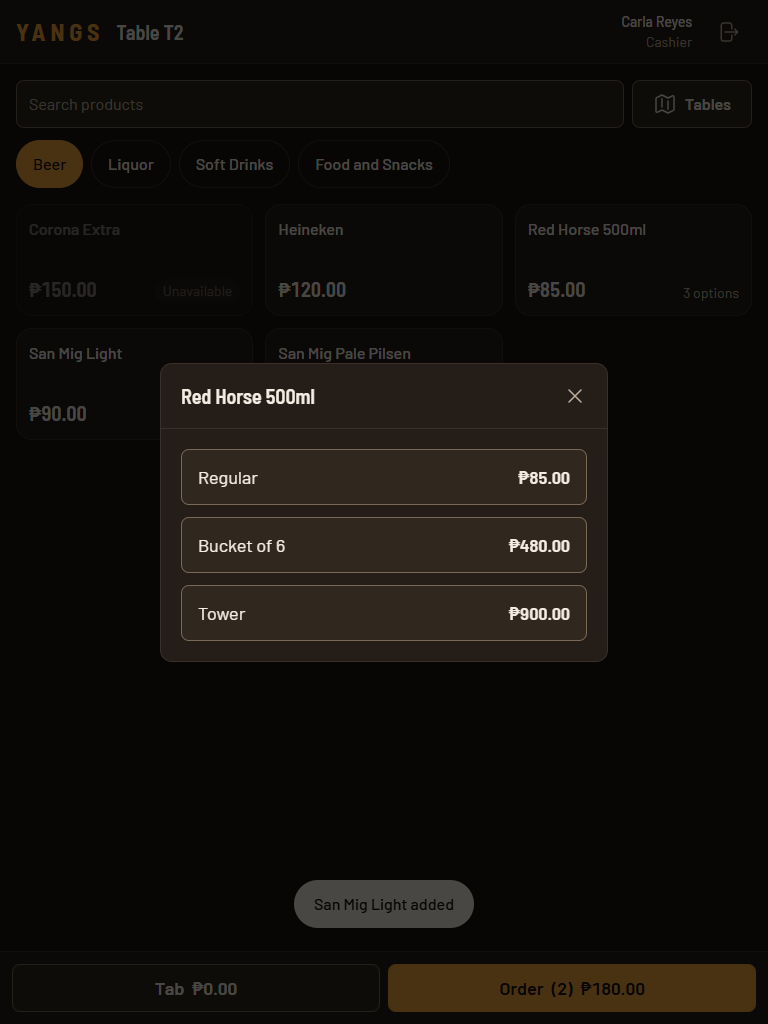 YANGS Table T2
Carla Reyes
Cashier
Search products
Tables
Beer Liquor Soft Drinks Food and Snacks
Corona Extra
₱150.00 Unavailable
Heineken
₱120.00
Red Horse 500ml
₱85.00 3 options
San Mig Light
₱90.00
San Mig Pale Pilsen
Red Horse 500ml
Regular ₱85.00
Bucket of 6 ₱480.00
Tower ₱900.00
San Mig Light added
Tab ₱0.00
Order (2) ₱180.00